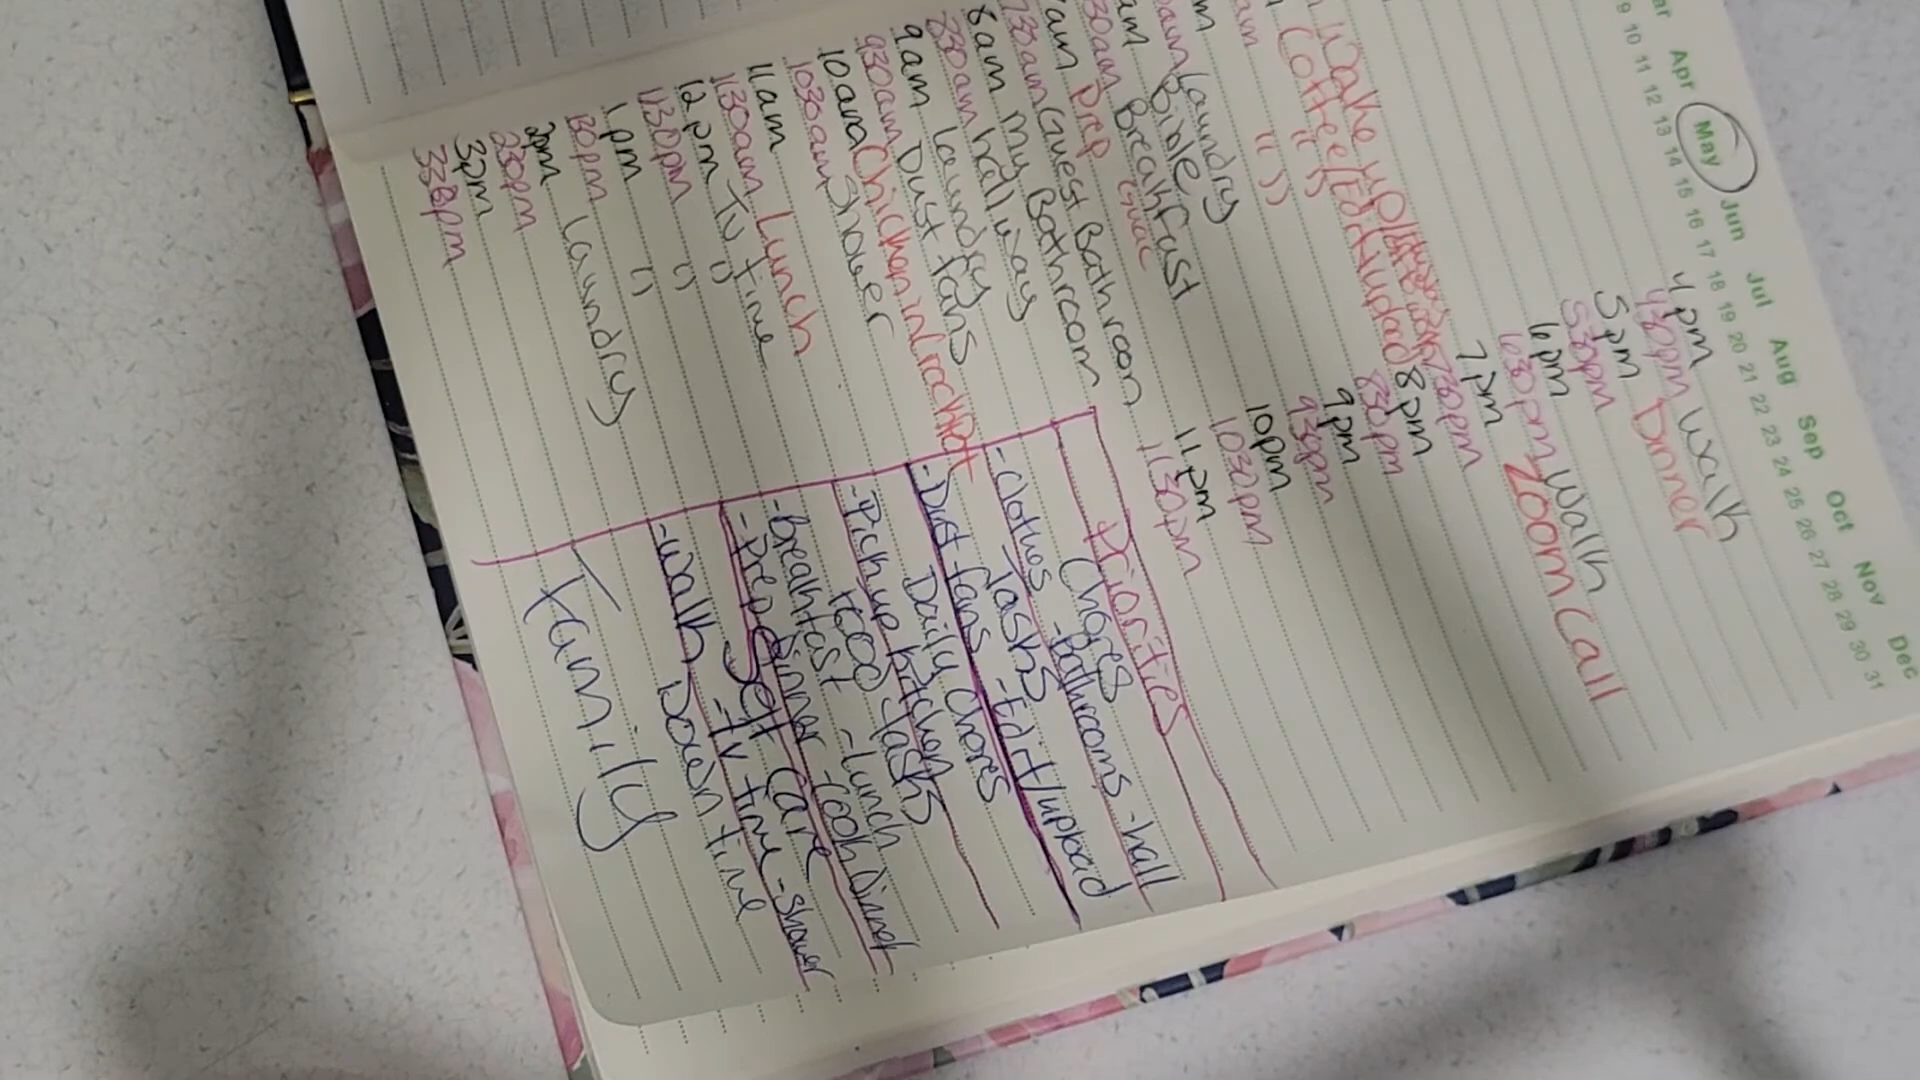 Apr May Jun Jul Aug Sep Oct Nov Dec
9 10 11 12 13 14 15 16 17 18 19 20 21 22 23 24 25 26 27 28 29 30 31
Wake up
Coffee/Edit/upload
am " "
Laundry
Bible
am Breakfast
30am Prep
7am Guest Bathroom
730am My Bathroom
8am hallway
830am Laundry
9am Dust fans
930am Chicken in Crockpot
10am Shower
1030am
11am Lunch
1130am
12pm TV time
1230pm "
1pm "
130pm "
2pm Laundry
230pm
3pm
330pm
4pm Walk
430pm Dinner
5pm
530pm
6pm Walk
630pm Zoom Call
7pm
730pm
8pm
830pm
9pm
930pm
10pm
1030pm
11pm
1130pm
Priorities
Chores
-clothes -Bathrooms -hall
Tasks
-Dust fans -Edit/upload
Daily Chores
-Pick up kitchen
Food Tasks
-breakfast -lunch
-Prep Dinner -Cook Dinner
Self Care
-Walk -TV time -Shower
Down time
Family